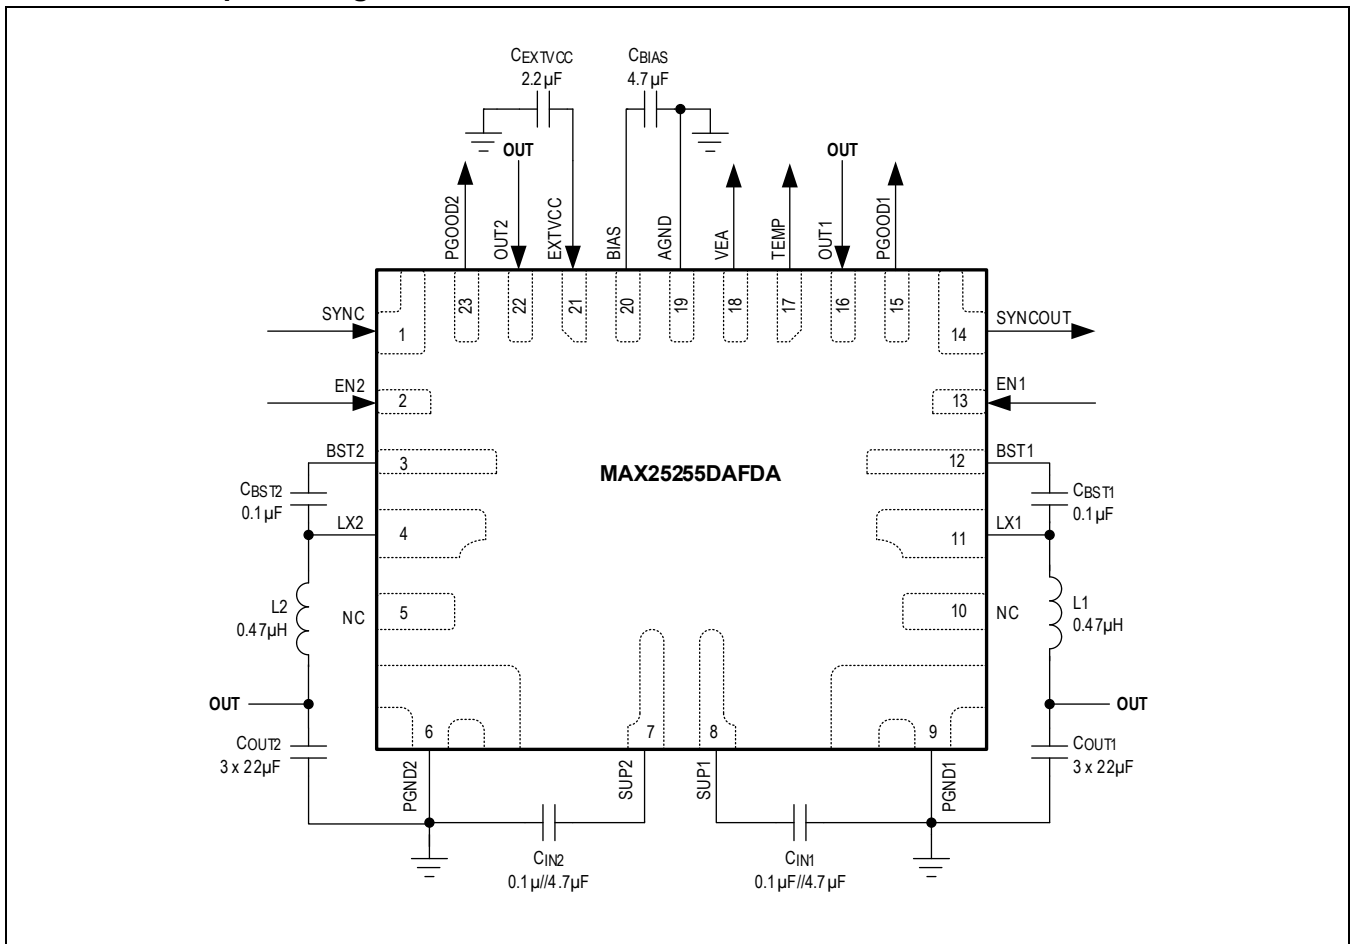 CEXTVCC
2.2µF
CBIAS
4.7µF
OUT
OUT
PGOOD2
OUT2
EXTVCC
BIAS
AGND
VEA
TEMP
OUT1
PGOOD1
23
22
21
20
19
18
17
16
15
SYNC
1
14
SYNCOUT
EN2
2
13
EN1
BST2
3
MAX25255DAFDA
12
BST1
CBST2
0.1µF
CBST1
0.1µF
LX2
4
11
LX1
L2
0.47µH
NC
5
10
NC
L1
0.47µH
OUT
OUT
COUT2
3 x 22µF
6
7
8
9
COUT1
3 x 22µF
PGND2
SUP2
SUP1
PGND1
CIN2
0.1µ//4.7µF
CIN1
0.1µF//4.7µF